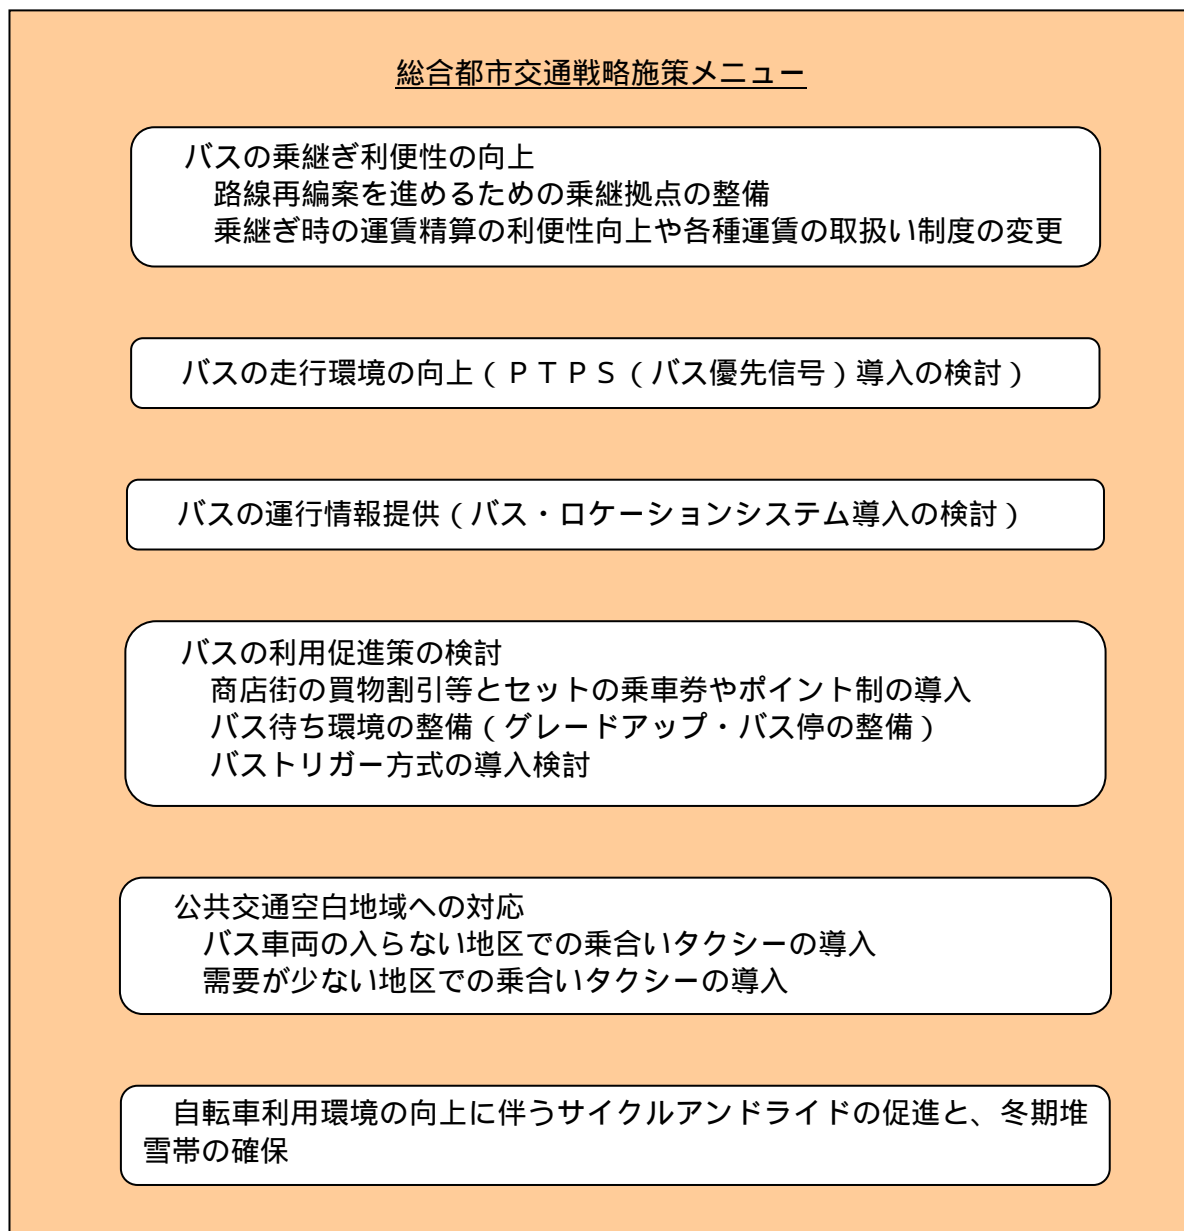 総合都市交通戦略施策メニュー
バスの乗継ぎ利便性の向上
路線再編案を進めるための乗継拠点の整備
乗継ぎ時の運賃精算の利便性向上や各種運賃の取扱い制度の変更
バスの走行環境の向上(PTPS(バス優先信号)導入の検討)
バスの運行情報提供(バス・ロケーションシステム導入の検討)
バスの利用促進策の検討
商店街の買物割引等とセットの乗車券やポイント制の導入
バス待ち環境の整備(グレードアップ・バス停の整備)
バストリガー方式の導入検討
公共交通空白地域への対応
バス車両の入らない地区での乗合いタクシーの導入
需要が少ない地区での乗合いタクシーの導入
自転車利用環境の向上に伴うサイクルアンドライドの促進と、冬期堆
雪帯の確保